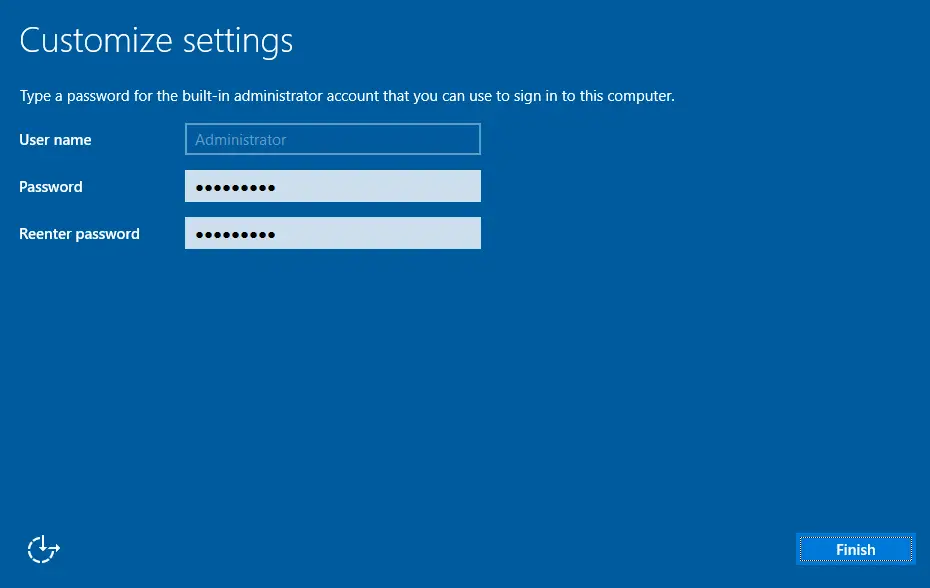 Customize settings
Type a password for the built-in administrator account that you can use to sign in to this computer.
User name Administrator
Password •••••••••
Reenter password •••••••••
Finish